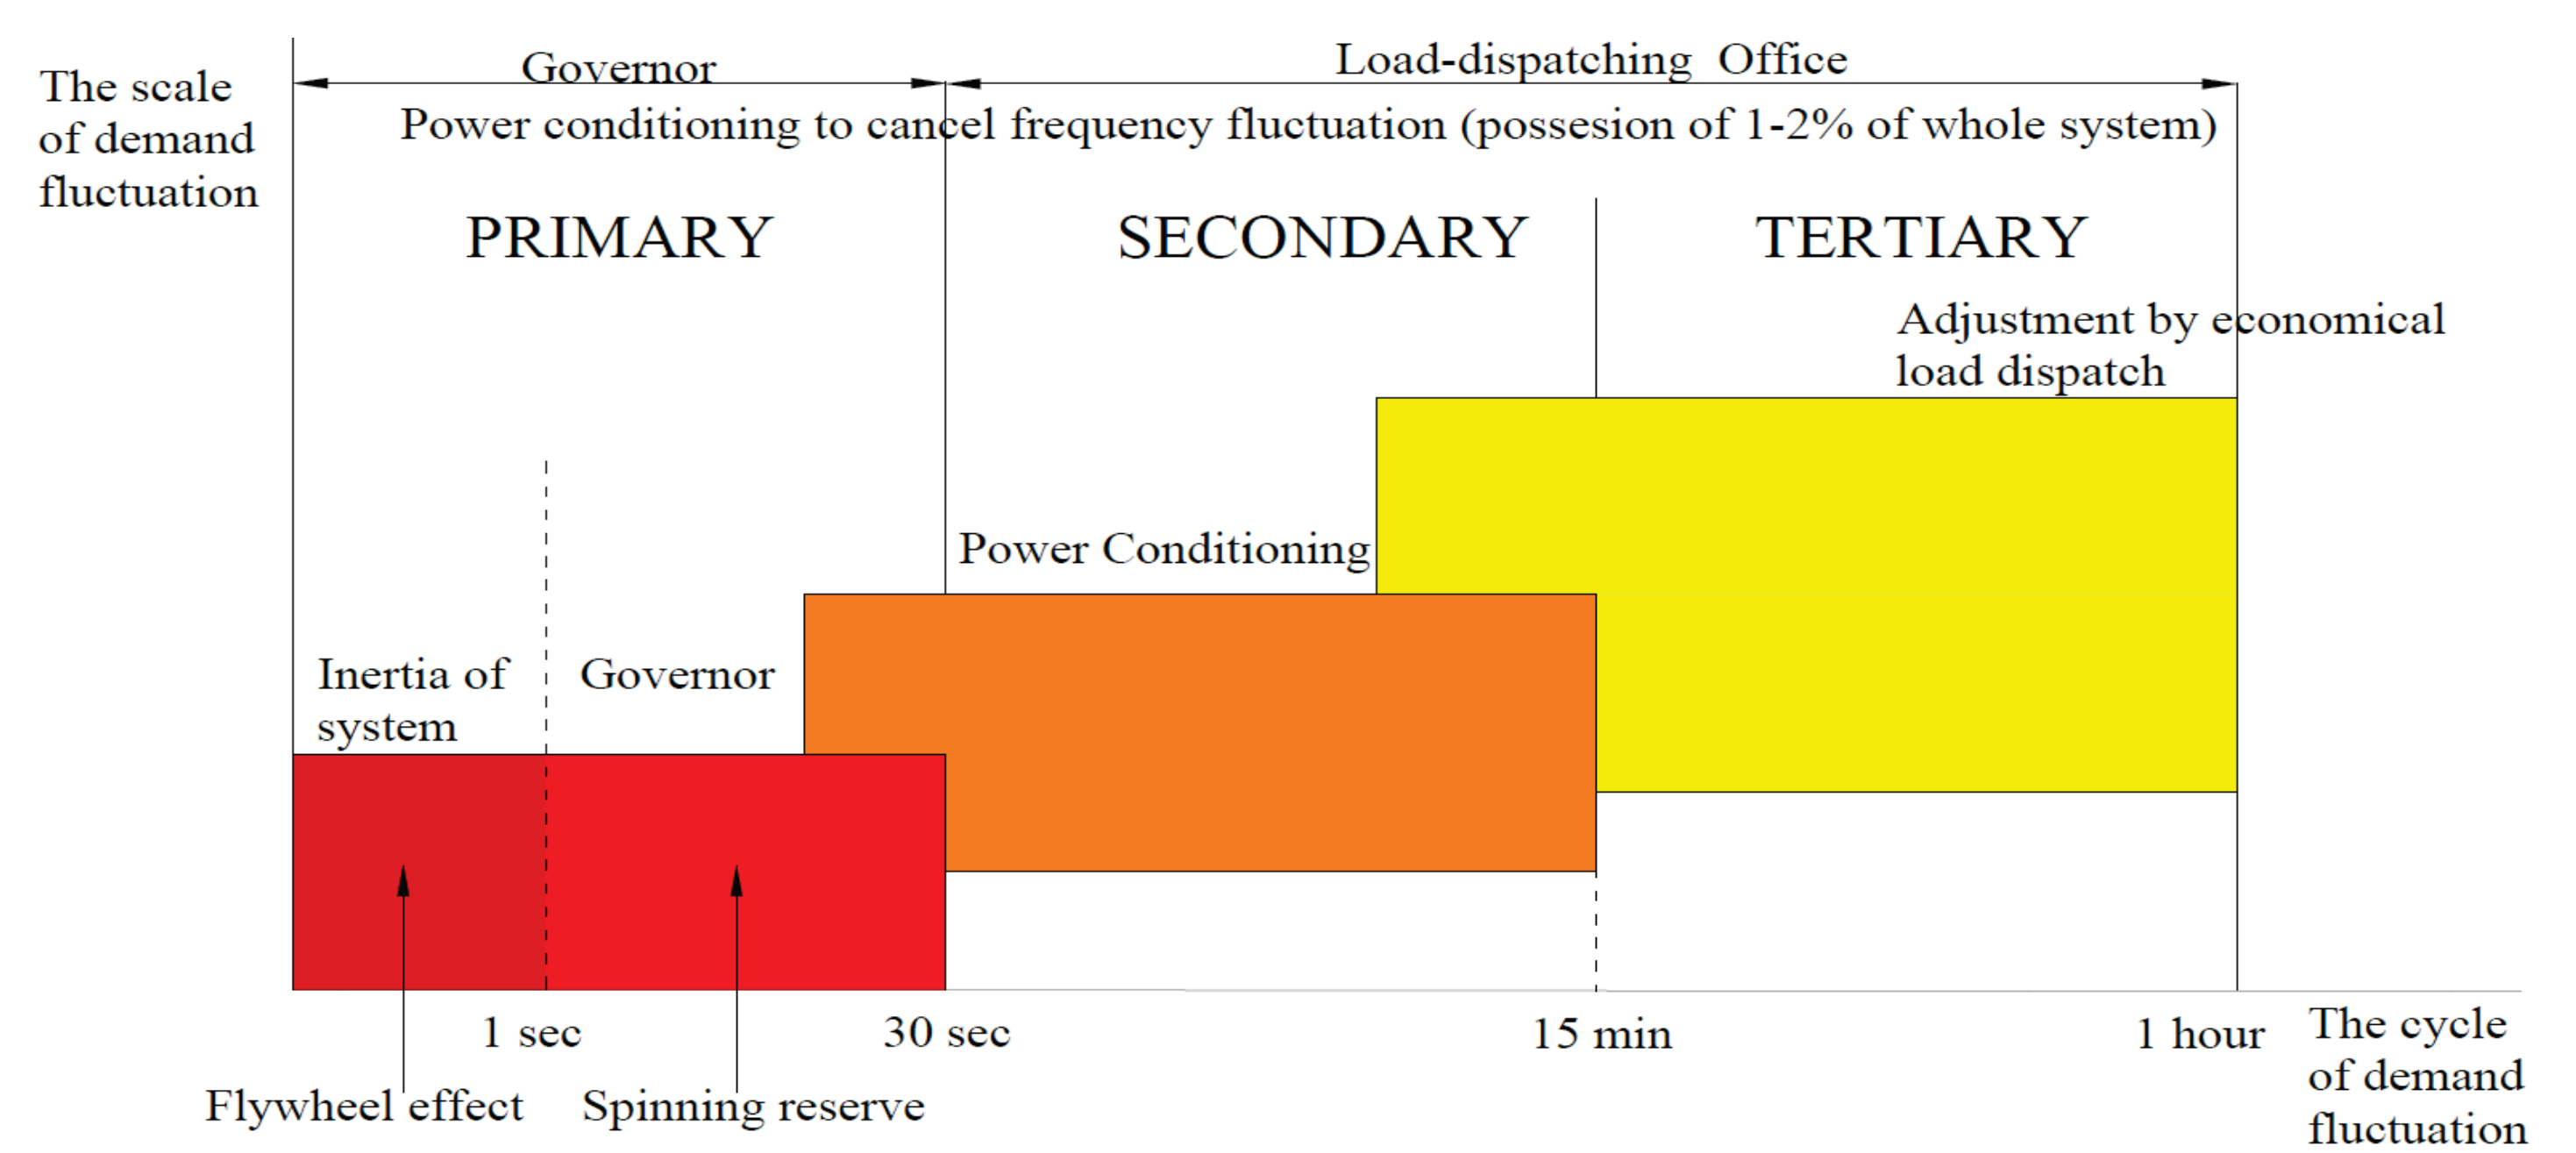 The scale
of demand
fluctuation
Governor
Load-dispatching Office
Power conditioning to cancel frequency fluctuation (possesion of 1-2% of whole system)
PRIMARY
SECONDARY
TERTIARY
Adjustment by economical
load dispatch
Power Conditioning
Inertia of
system
Governor
1 sec
30 sec
15 min
1 hour
The cycle
of demand
fluctuation
Flywheel effect
Spinning reserve